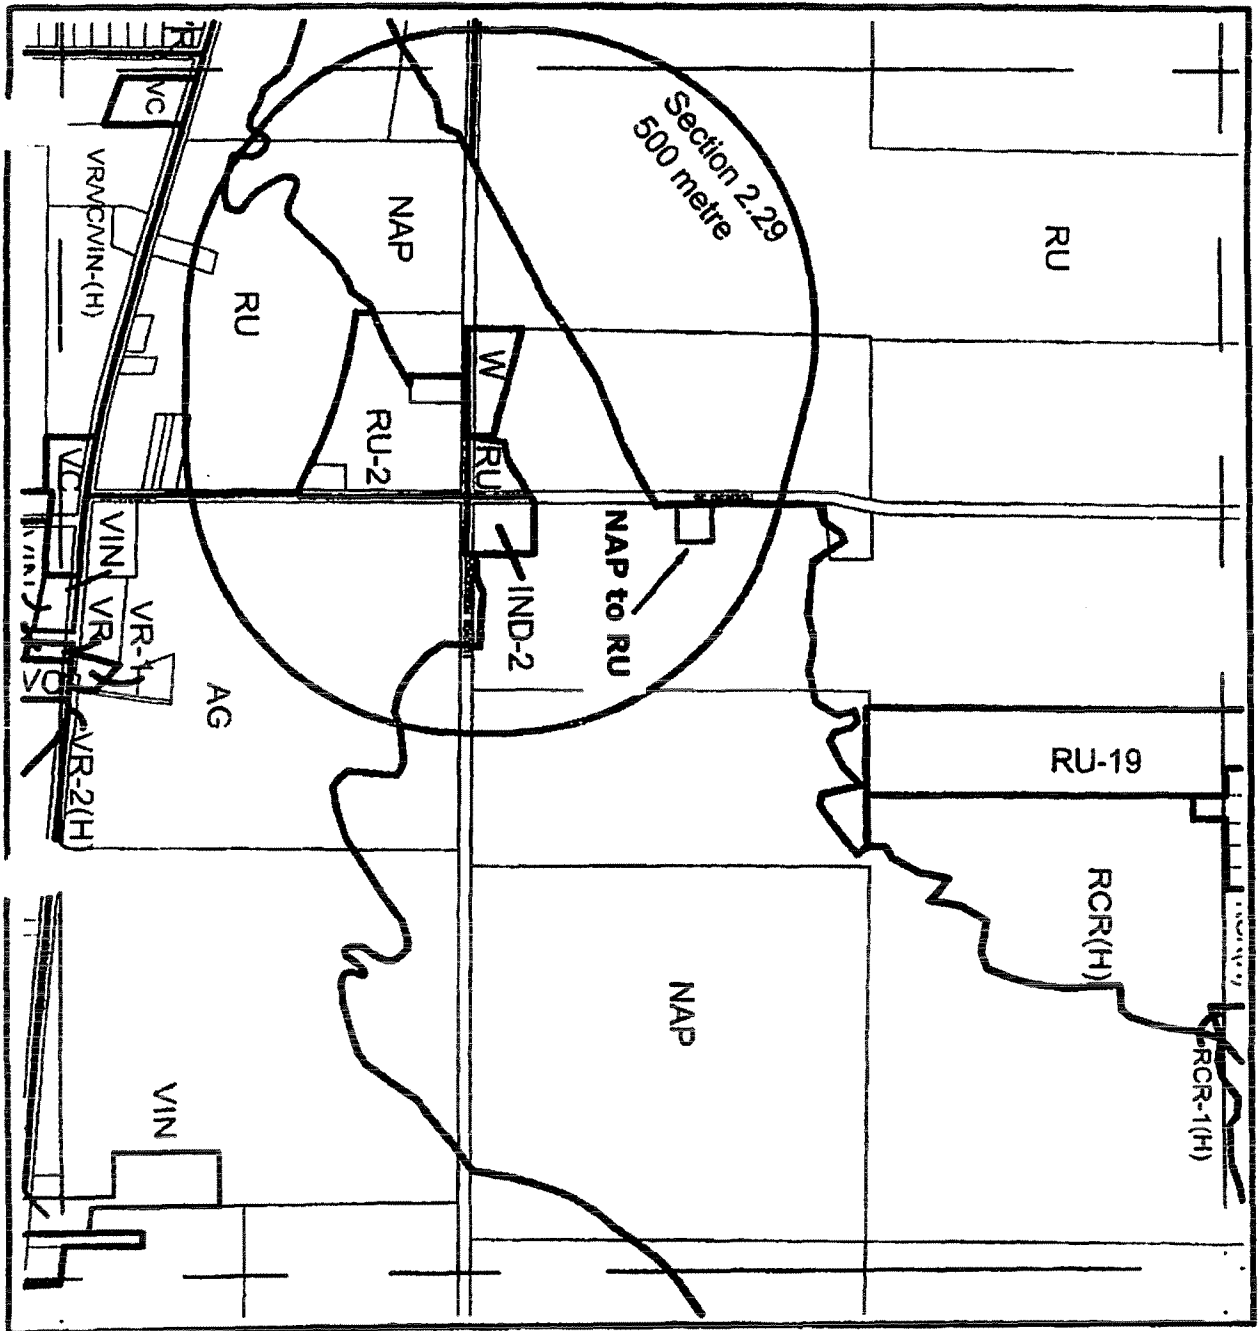 VC
VR/VC/VIN-(H)
Section 2.29
500 metre
RU
NAP
RU
W
RU-2
RU
VC
VIN
VR
VR-1
NAP to RU
IND-2
AG
VR-2(H)
RU-19
RCR(H)
NAP
RCR-1(H)
VIN